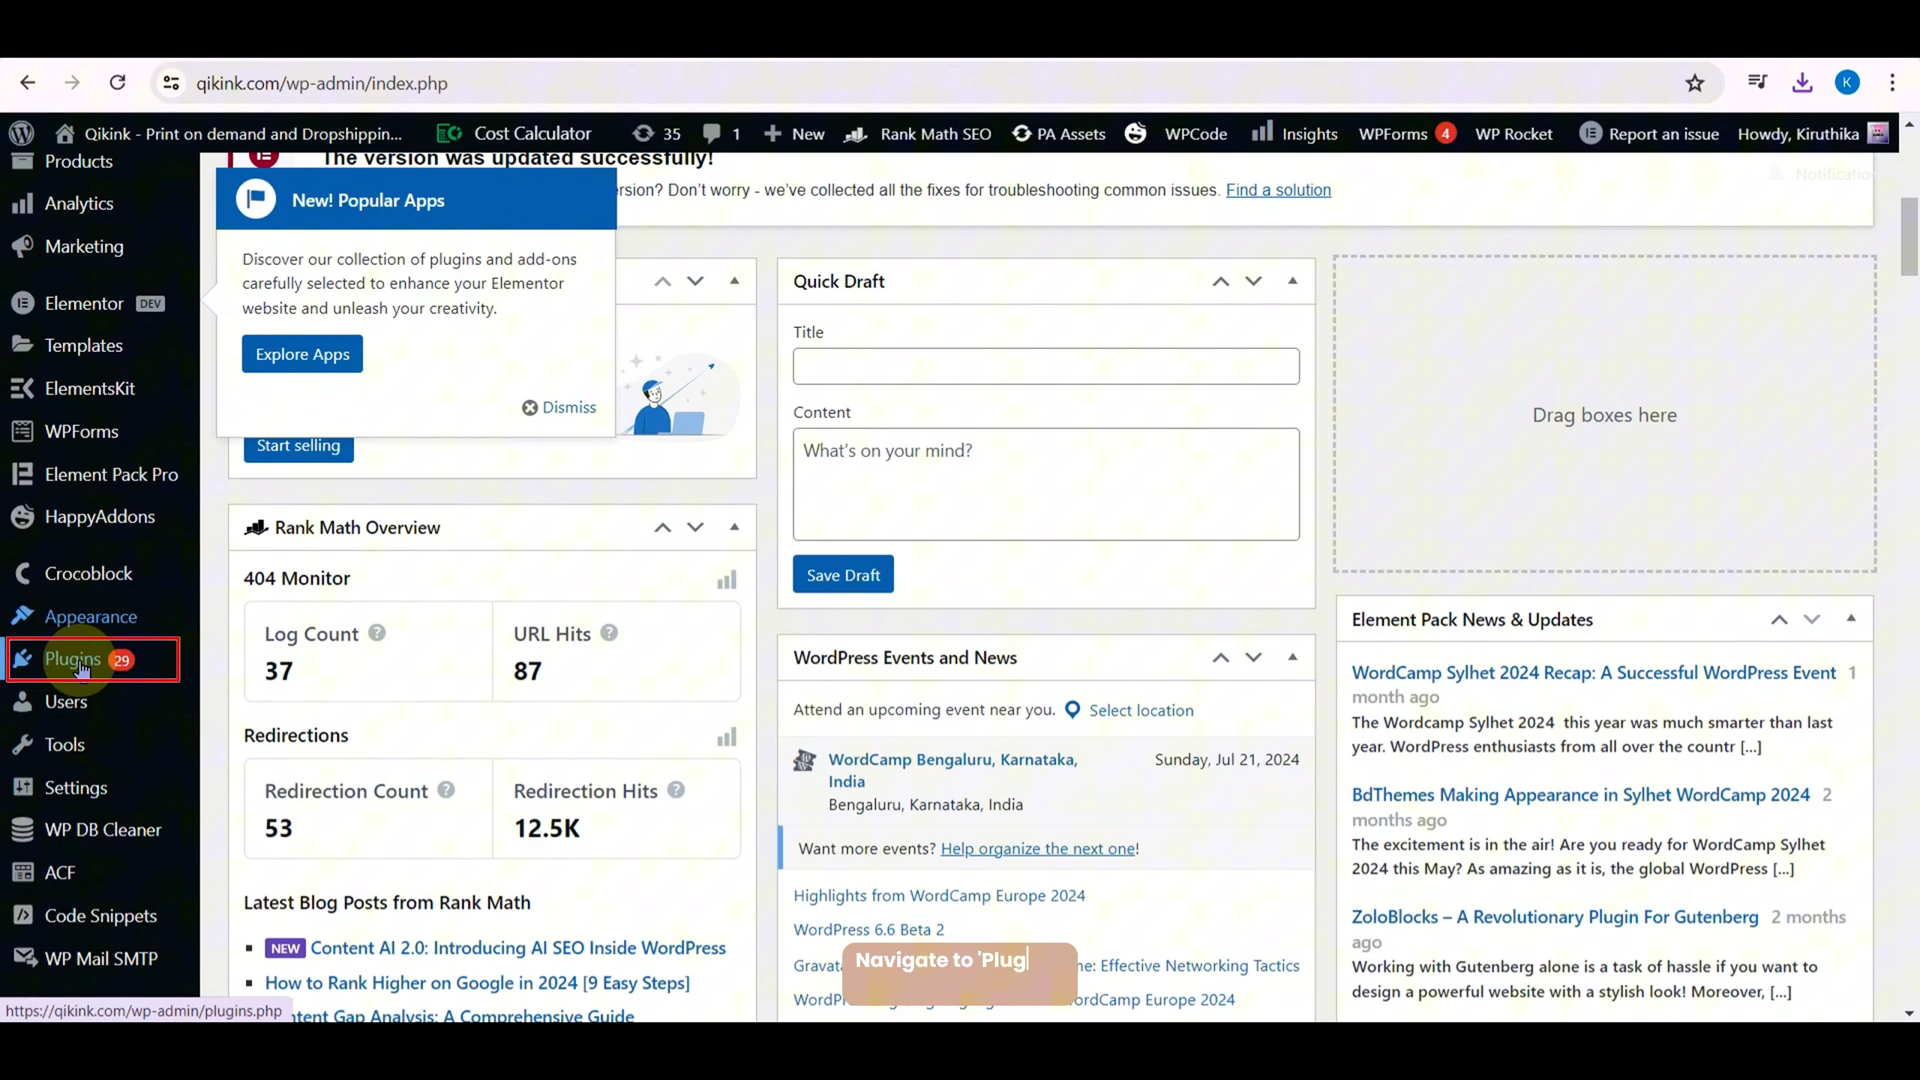 qikink.com/wp-admin/index.php
K
Qikink - Print on demand and Dropshippin...
Cost Calculator
35
1
New
Rank Math SEO
PA Assets
WPCode
Insights
WPForms 4
WP Rocket
Report an issue
Howdy, Kiruthika
Products
Analytics
Marketing
Elementor DEV
Templates
ElementsKit
WPForms
Element Pack Pro
HappyAddons
Crocoblock
Appearance
Plugins 29
Users
Tools
Settings
WP DB Cleaner
ACF
Code Snippets
WP Mail SMTP
https://qikink.com/wp-admin/plugins.php
The version was updated successfully!
Don't worry - we've collected all the fixes for troubleshooting common issues. Find a solution
New! Popular Apps
Discover our collection of plugins and add-ons
carefully selected to enhance your Elementor
website and unleash your creativity.
Explore Apps
Dismiss
Start selling
Rank Math Overview
404 Monitor
Log Count ?
37
URL Hits ?
87
Redirections
Redirection Count ?
53
Redirection Hits ?
12.5K
Latest Blog Posts from Rank Math
NEW Content AI 2.0: Introducing AI SEO Inside WordPress
How to Rank Higher on Google in 2024 [9 Easy Steps]
Gap Analysis: A Comprehensive Guide
Quick Draft
Title
Content
What's on your mind?
Save Draft
WordPress Events and News
Attend an upcoming event near you. Select location
WordCamp Bengaluru, Karnataka,
India
Bengaluru, Karnataka, India
Sunday, Jul 21, 2024
Want more events? Help organize the next one!
Highlights from WordCamp Europe 2024
WordPress 6.6 Beta 2
Effective Networking Tactics
Europe 2024
Navigate to 'Plug
Notification
Drag boxes here
Element Pack News & Updates
WordCamp Sylhet 2024 Recap: A Successful WordPress Event 1
month ago
The Wordcamp Sylhet 2024 this year was much smarter than last
year. WordPress enthusiasts from all over the countr [...]
BdThemes Making Appearance in Sylhet WordCamp 2024 2
months ago
The excitement is in the air! Are you ready for WordCamp Sylhet
2024 this May? As amazing as it is, the global WordPress [...]
ZoloBlocks – A Revolutionary Plugin For Gutenberg 2 months
ago
Working with Gutenberg alone is a task of hassle if you want to
design a powerful website with a stylish look! Moreover, [...]